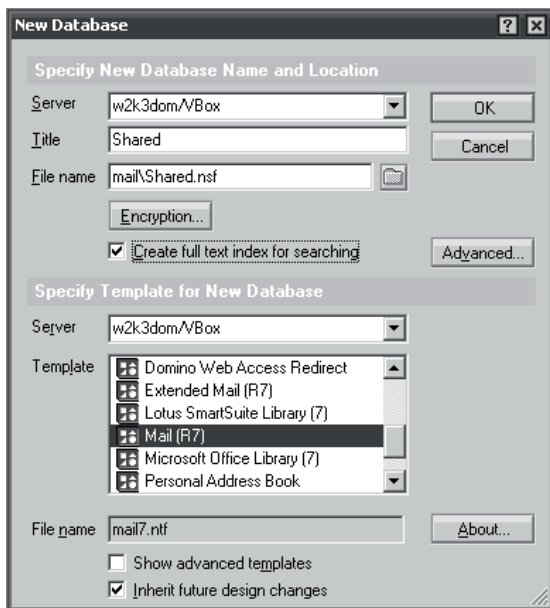 New Database
Specify New Database Name and Location
Server w2k3dom/VBox OK
Title Shared Cancel
File name mail\Shared.nsf
Encryption...
Create full text index for searching Advanced...
Specify Template for New Database
Server w2k3dom/VBox
Template Domino Web Access Redirect
Extended Mail (R7)
Lotus SmartSuite Library (7)
Mail (R7)
Microsoft Office Library (7)
Personal Address Book
File name mail7.ntf About...
Show advanced templates
Inherit future design changes